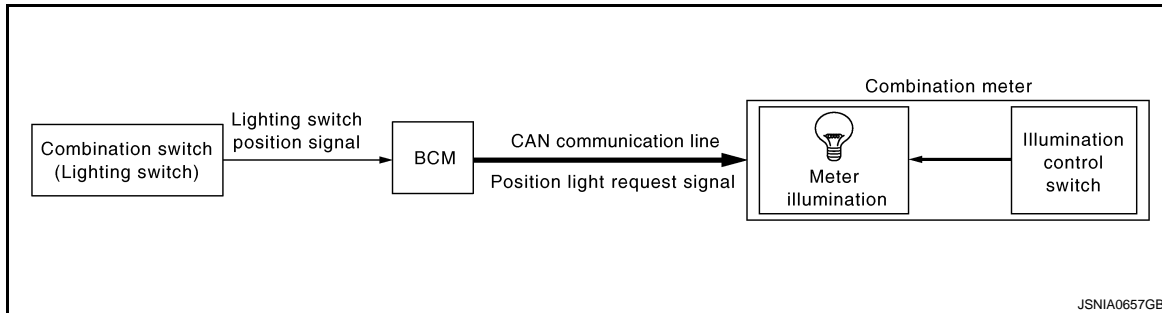 Combination meter
Lighting switch
position signal
Combination switch
(Lighting switch)
BCM
CAN communication line
Position light request signal
Meter
illumination
Illumination
control
switch
JSNIA0657GB